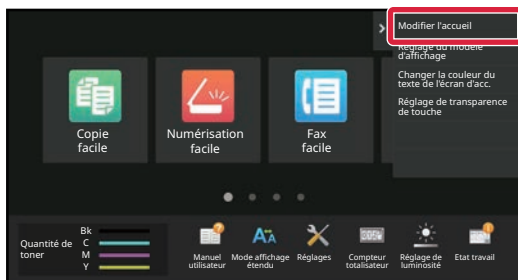 Modifier l'accueil
Réglage du modèle
d'affichage
Changer la couleur du
texte de l'écran d'acc.
Réglage de transparence
de touche
Copie
facile
Numérisation
facile
Fax
facile
Quantité de
toner
Bk
C
M
Y
Manuel
utilisateur
Mode affichage
étendu
Réglages
Compteur
totalisateur
Réglage de
luminosité
Etat travail